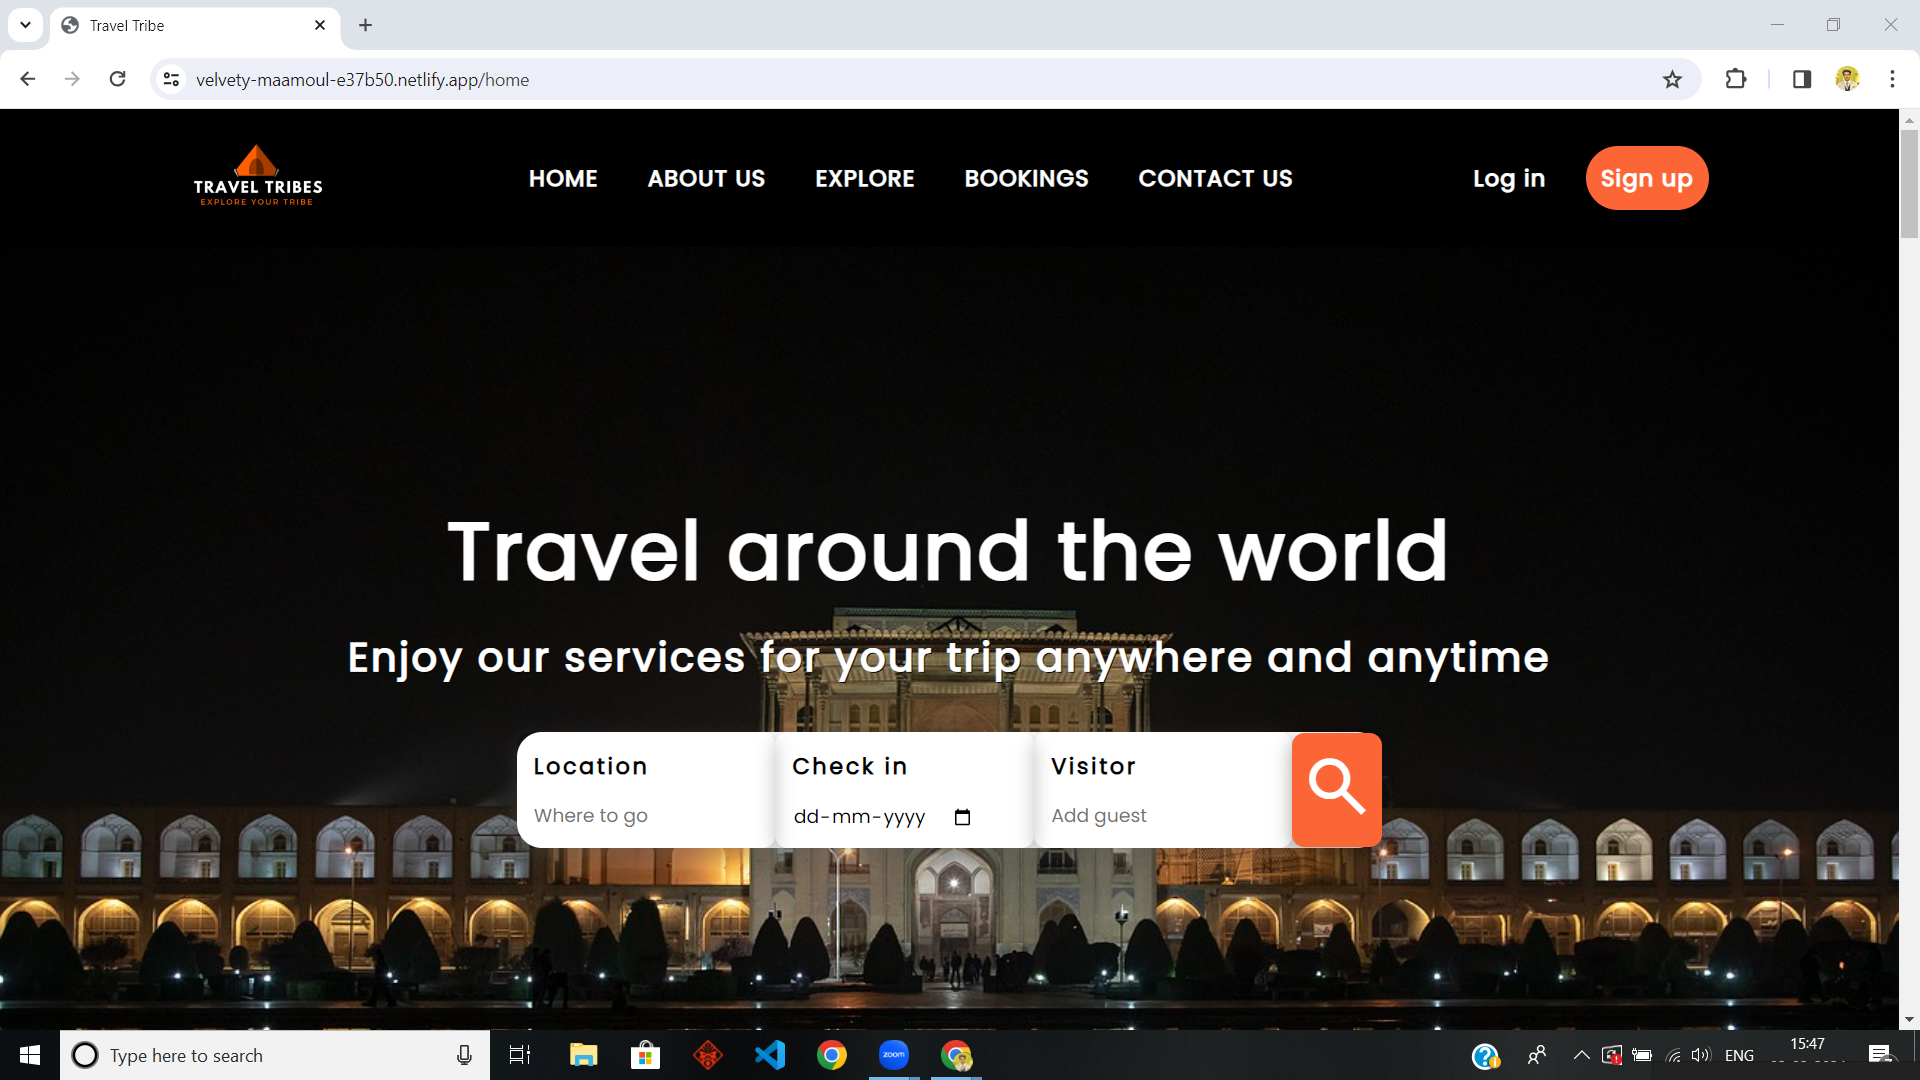 Travel Tribe
velvety-maamoul-e37b50.netlify.app/home
TRAVEL TRIBES
EXPLORE YOUR TRIBE
HOME ABOUT US EXPLORE BOOKINGS CONTACT US Log in Sign up
Travel around the world
Enjoy our services for your trip anywhere and anytime
Location Check in Visitor
Where to go dd-mm-yyyy Add guest
Type here to search
zoom
ENG
15:47